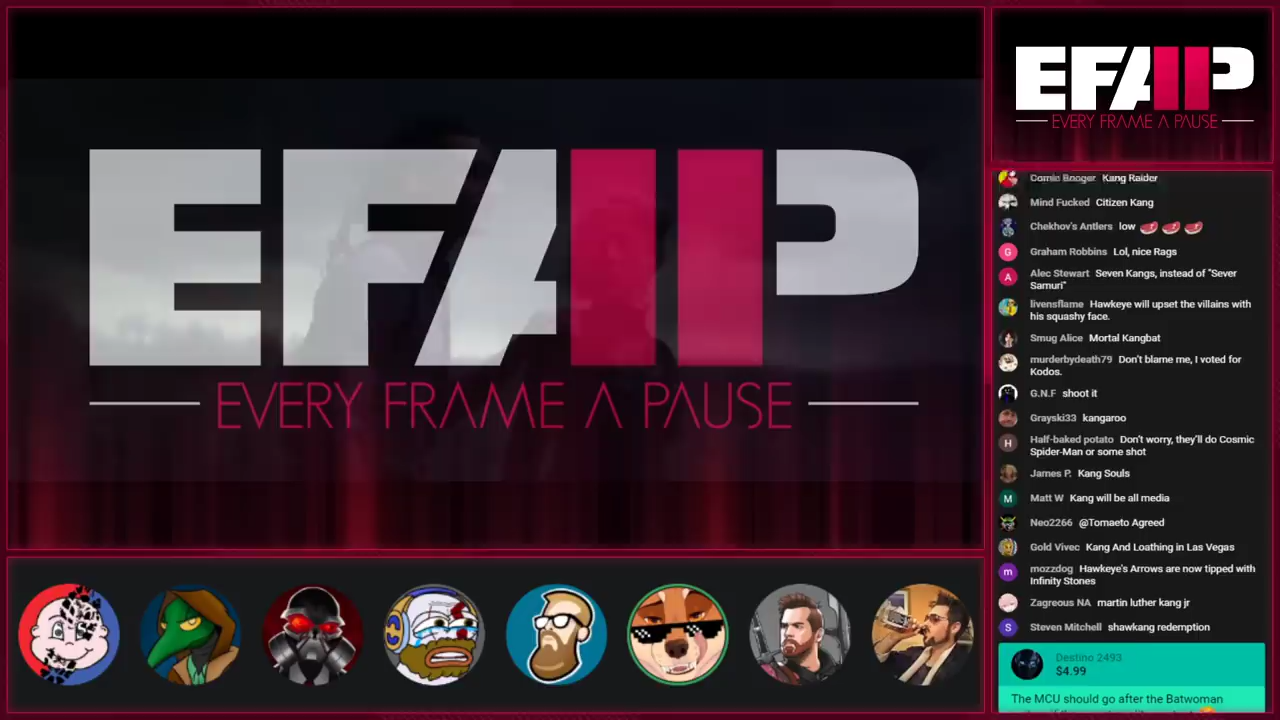 EFAP
EVERY FRAME A PAUSE
EFAP
EVERY FRAME A PAUSE
Comic Booger Kang Raider
Mind Fucked Citizen Kang
Chekhov's Antlers low
G Graham Robbins Lol, nice Rags
A Alec Stewart Seven Kangs, instead of "Sever
Samuri"
livensflame Hawkeye will upset the villains with
his squashy face.
Smug Alice Mortal Kangbat
murderbydeath79 Don't blame me, I voted for
Kodos.
G.N.F shoot it
Grayski33 kangaroo
H Half-baked potato Don't worry, they'll do Cosmic
Spider-Man or some shot
James P. Kang Souls
M Matt W Kang will be all media
Neo2266 @Tomaeto Agreed
Gold Vivec Kang And Loathing in Las Vegas
m mozzdog Hawkeye's Arrows are now tipped with
Infinity Stones
Zagreous NA martin luther kang jr
S Steven Mitchell shawkang redemption
Destino 2493
$4.99
The MCU should go after the Batwoman